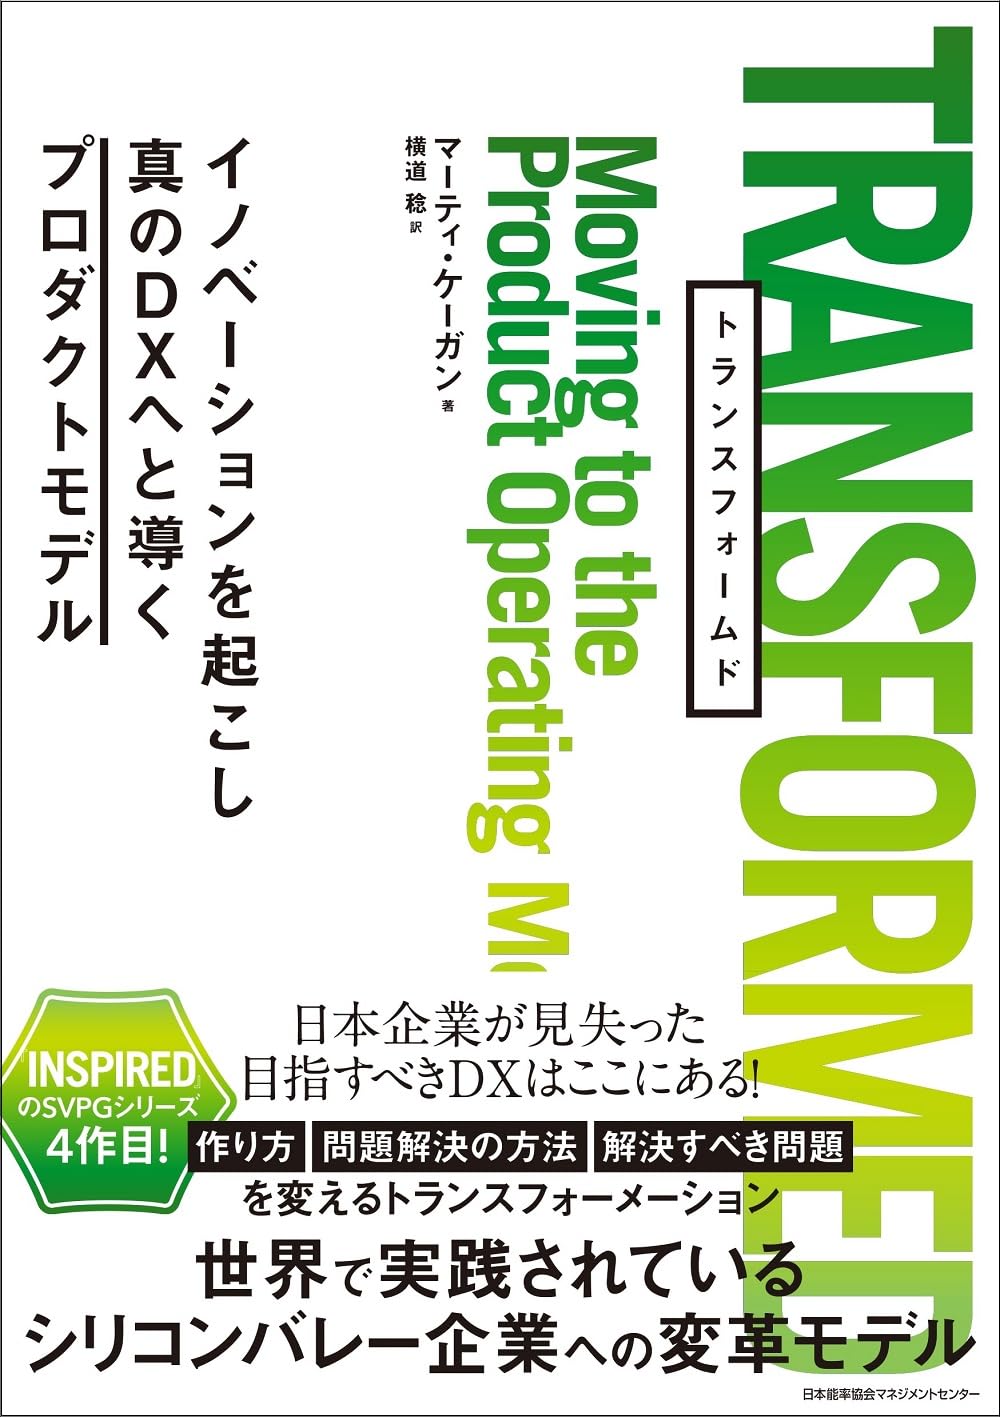 TRANSFORMED
トランスフォームド
Moving to the
Product Operating M
マーティ・ケーガン 著
横道 稔 訳
イノベーションを起こし
真のDXへと導く
プロダクトモデル
日本企業が見失った
目指すべきDXはここにある!
『INSPIRED』
のSVPGシリーズ
4作目!
作り方 問題解決の方法 解決すべき問題
を変えるトランスフォーメーション
世界で実践されている
シリコンバレー企業への変革モデル
日本能率協会マネジメントセンター